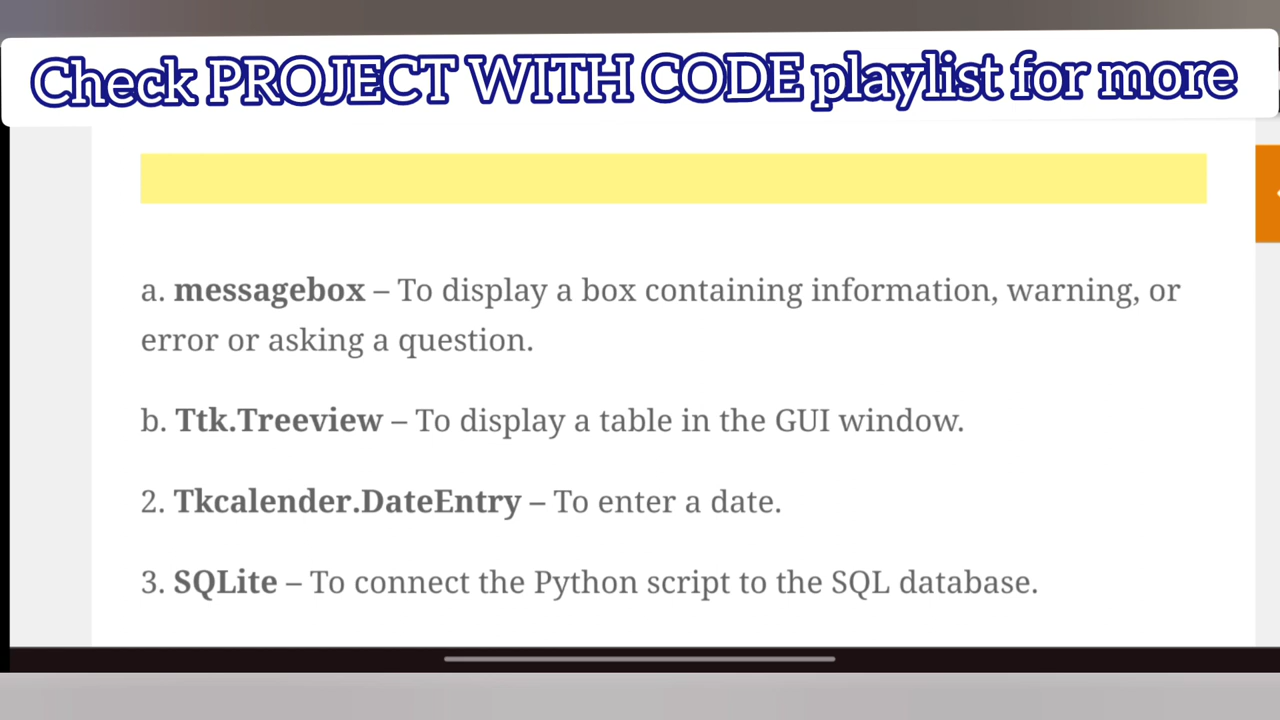 Check PROJECT WITH CODE playlist for more
a. messagebox – To display a box containing information, warning, or
error or asking a question.
b. Ttk.Treeview – To display a table in the GUI window.
2. Tkcalender.DateEntry – To enter a date.
3. SQLite – To connect the Python script to the SQL database.